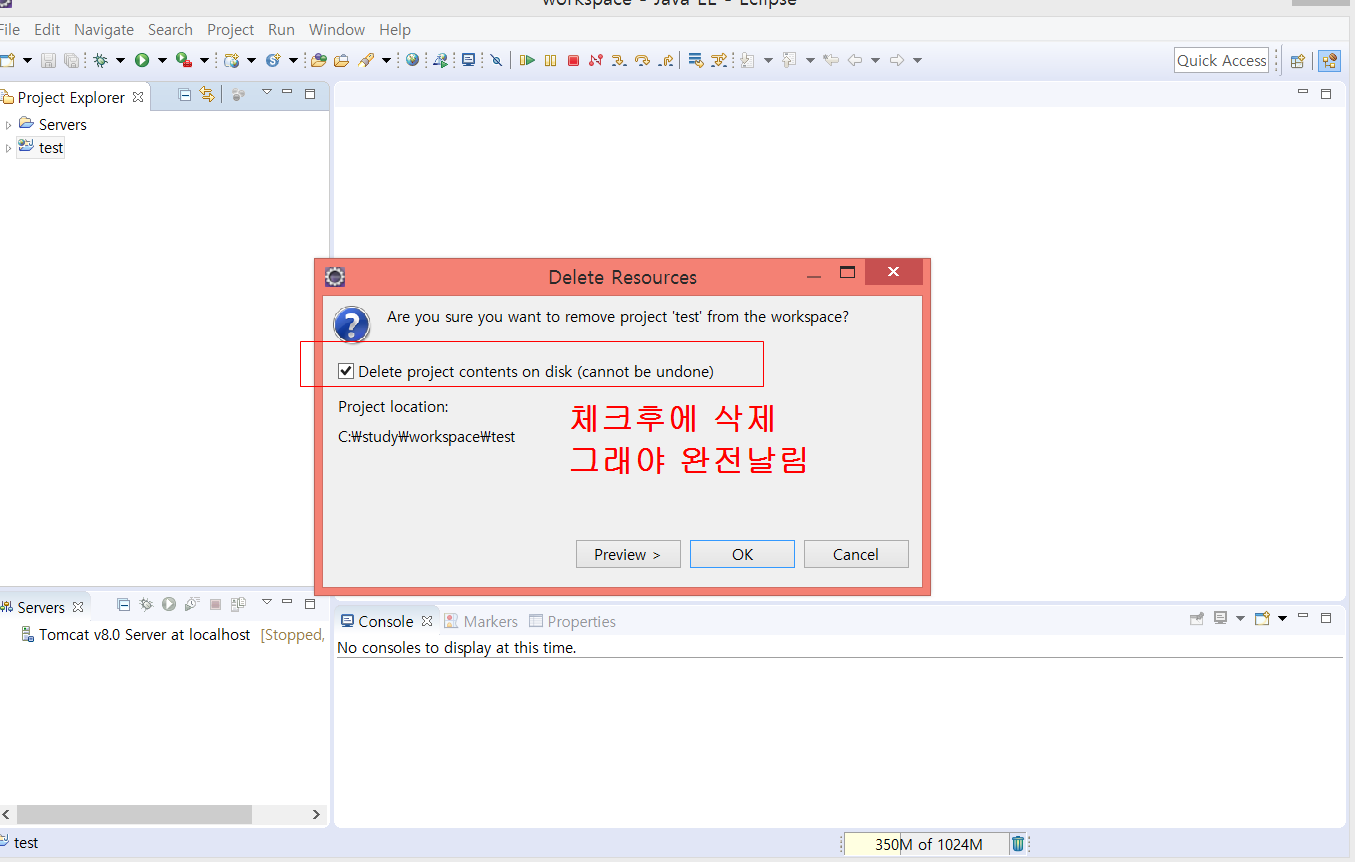 workspace - Java EE - Eclipse
File Edit Navigate Search Project Run Window Help
Quick Access
Project Explorer
Servers
test
Delete Resources
Are you sure you want to remove project 'test' from the workspace?
Delete project contents on disk (cannot be undone)
Project location:
C:₩study₩workspace₩test
체크후에 삭제
그래야 완전날림
Preview >
OK
Cancel
Servers
Tomcat v8.0 Server at localhost [Stopped,
Console Markers Properties
No consoles to display at this time.
test
350M of 1024M